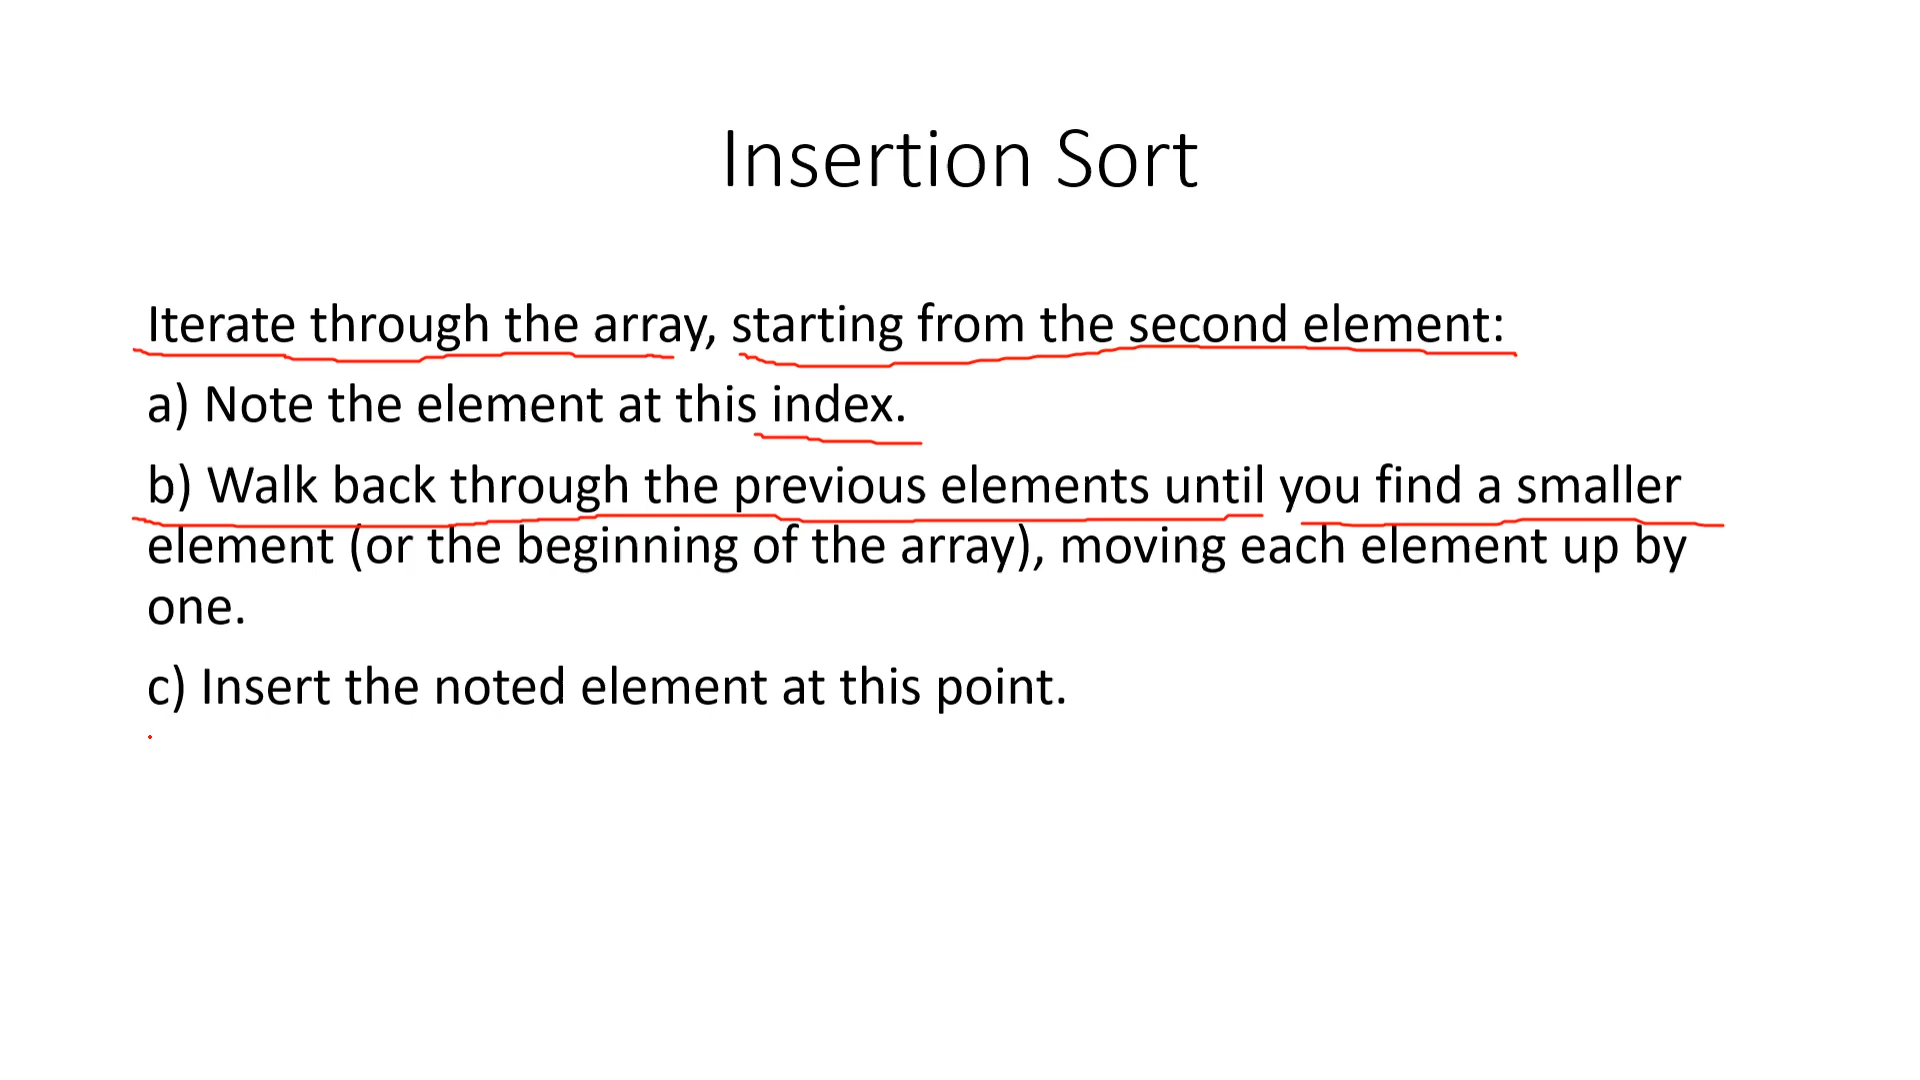 Insertion Sort
Iterate through the array, starting from the second element:
a) Note the element at this index.
b) Walk back through the previous elements until you find a smaller
element (or the beginning of the array), moving each element up by
one.
c) Insert the noted element at this point.